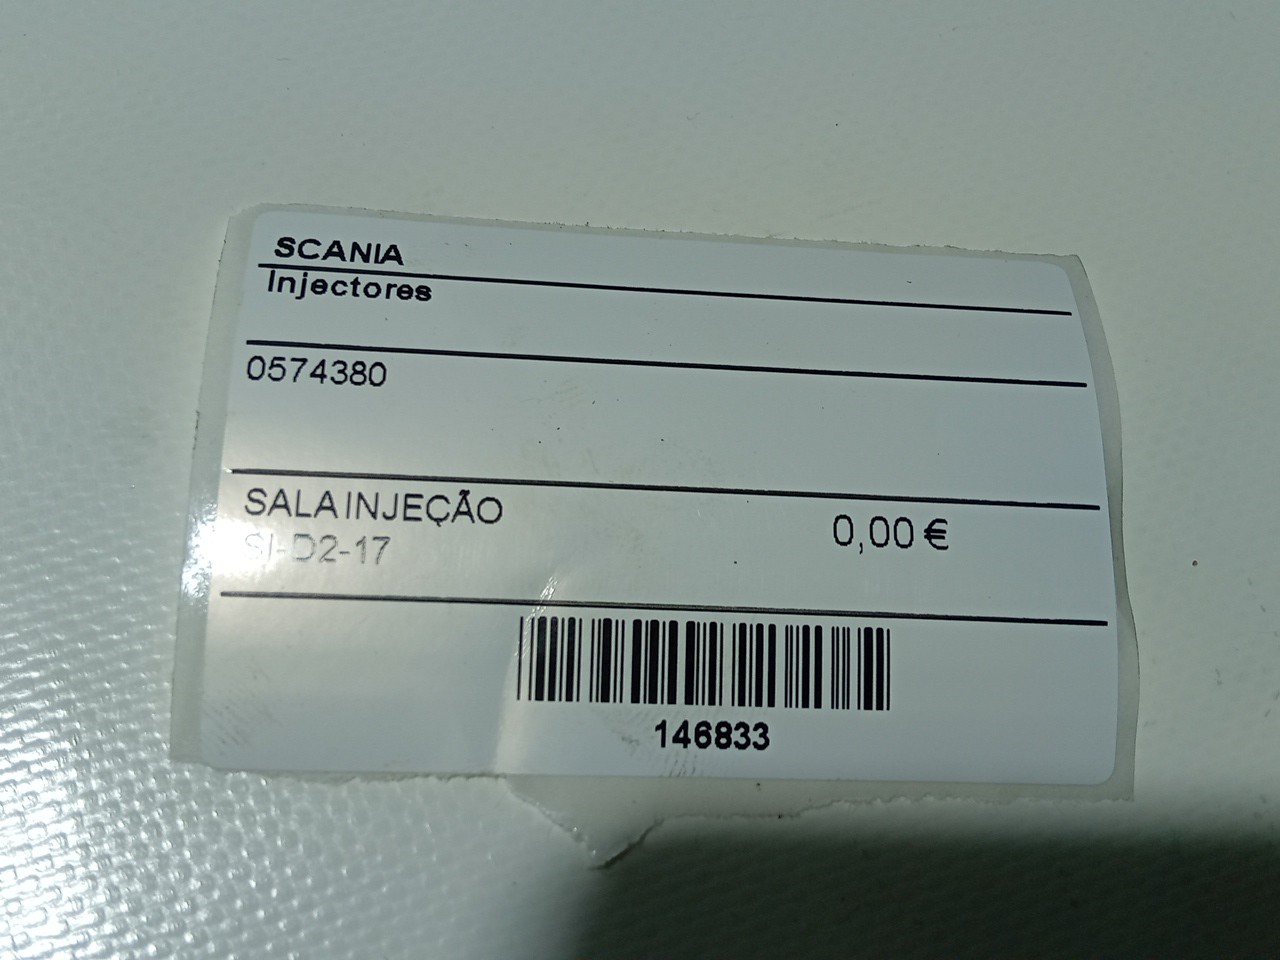 SCANIA
Injectores
0574380
SALA INJEÇÃO
SI-D2-17
0,00 €
146833